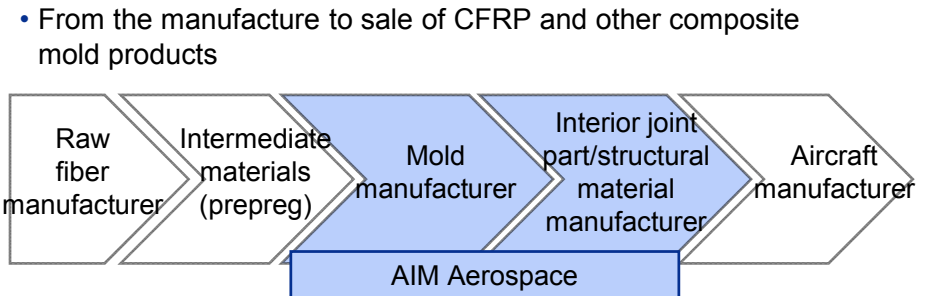 • From the manufacture to sale of CFRP and other composite
mold products
Raw
fiber
manufacturer
Intermediate
materials
(prepreg)
Mold
manufacturer
Interior joint
part/structural
material
manufacturer
Aircraft
manufacturer
AIM Aerospace